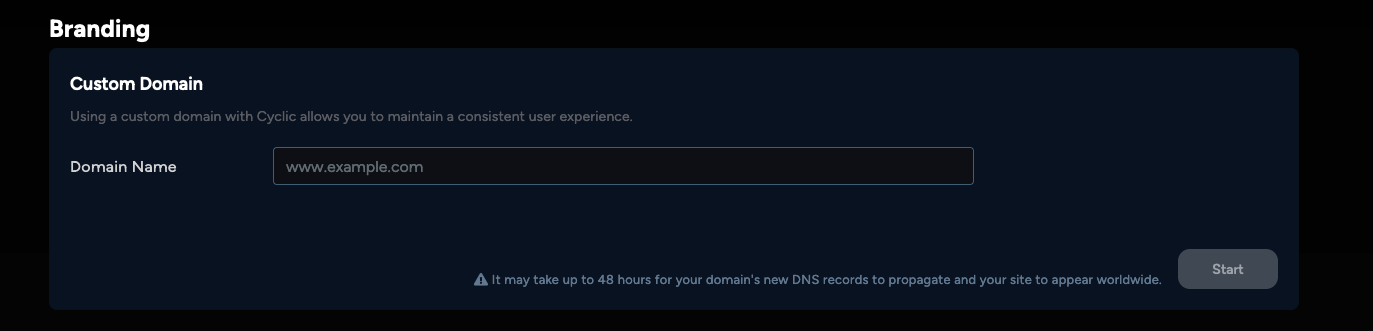 Branding
Custom Domain
Using a custom domain with Cyclic allows you to maintain a consistent user experience.
Domain Name
www.example.com
It may take up to 48 hours for your domain's new DNS records to propagate and your site to appear worldwide.
Start